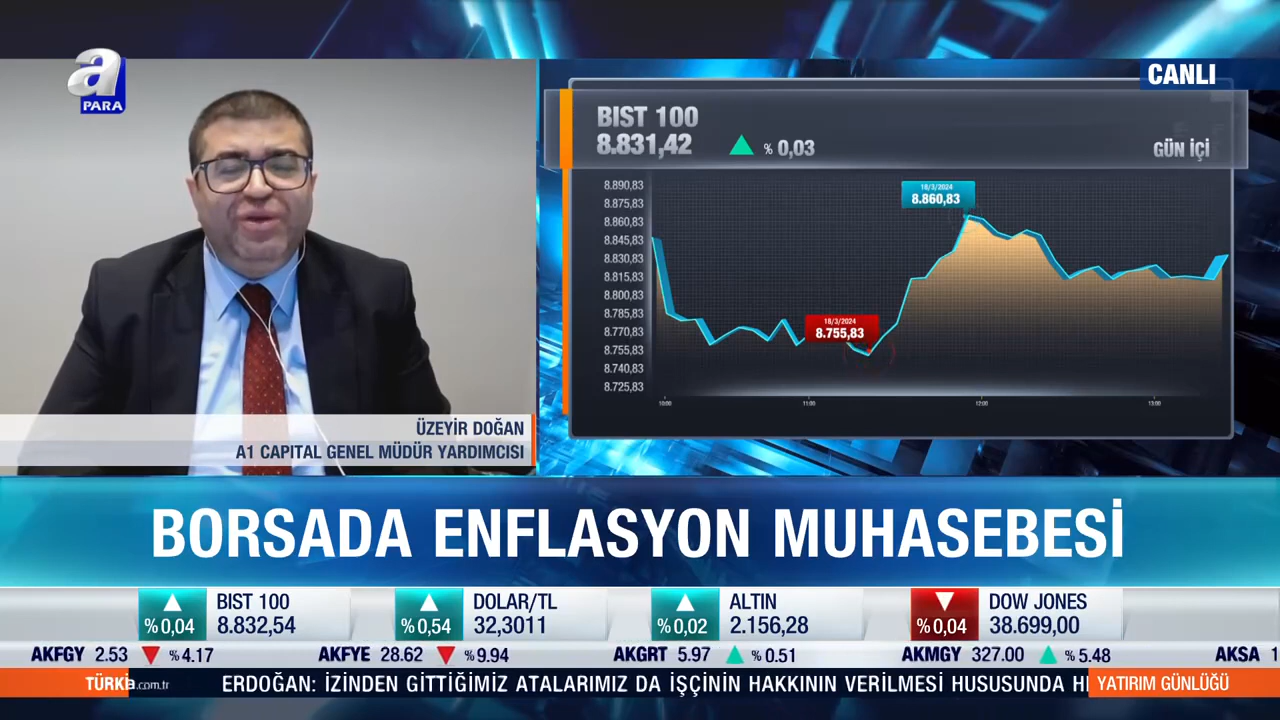 a
PARA
CANLI
BIST 100
8.831,42
% 0,03
GÜN İÇİ
8.890,83
8.875,83
8.860,83
8.845,83
8.830,83
8.815,83
8.800,83
8.785,83
8.770,83
8.755,83
8.740,83
8.725,83
18/3/2024
8.860,83
18/3/2024
8.755,83
10:00
11:00
12:00
13:00
ÜZEYİR DOĞAN
A1 CAPITAL GENEL MÜDÜR YARDIMCISI
BORSADA ENFLASYON MUHASEBESİ
% 0,04 BIST 100 8.832,54
% 0,54 DOLAR/TL 32,3011
% 0,02 ALTIN 2.156,28
% 0,04 DOW JONES 38.699,00
AKFGY 2.53 % 4.17 AKFYE 28.62 % 9.94 AKGRT 5.97 % 0.51 AKMGY 327.00 % 5.48 AKSA 1
TÜRKİ .com.tr ERDOĞAN: İZİNDEN GİTTİĞİMİZ ATALARIMIZ DA İŞÇİNİN HAKKININ VERİLMESİ HUSUSUNDA YATIRIM GÜNLÜĞÜ